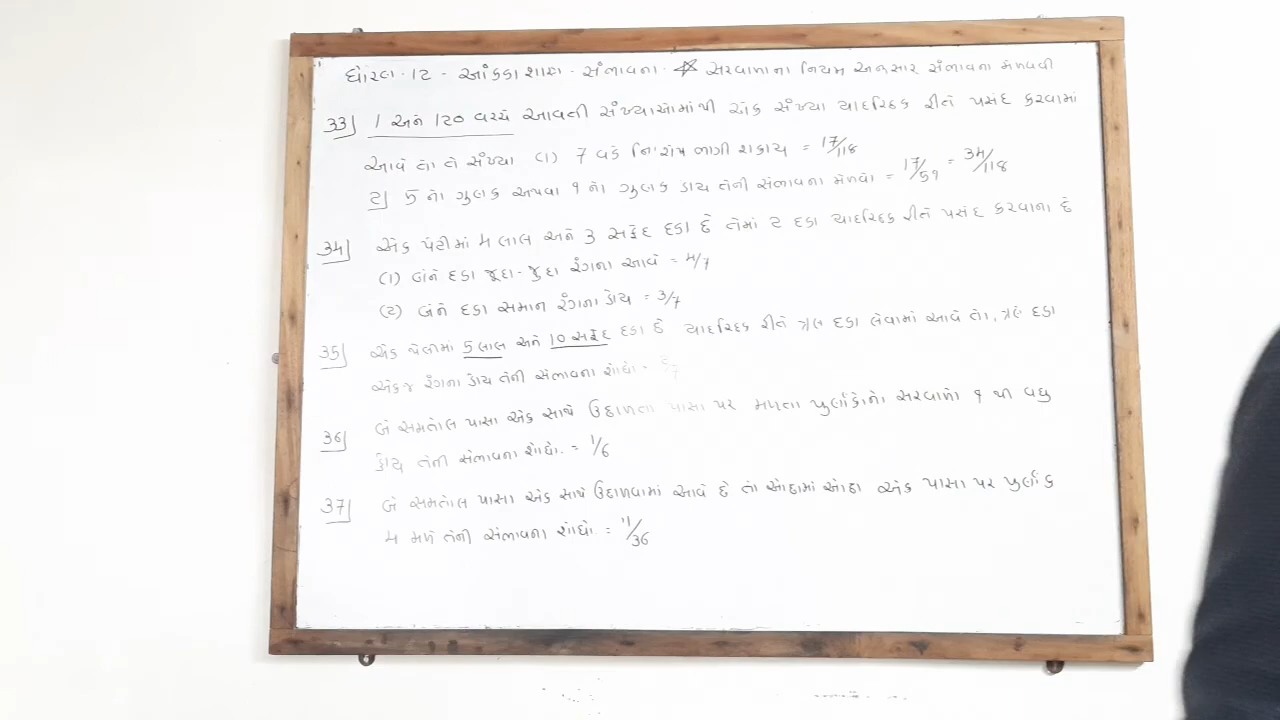 ધોરણ - 12 - આંકડાશાસ્ત્ર - સંભાવના - ☆ સરવાળાના નિયમ અનુસાર સંભાવના મેળવવી
33] 1 અને 120 વચ્ચે આવતી સંખ્યાઓમાંથી એક સંખ્યા યાદચ્છિક રીતે પસંદ કરવામાં
આવે તો તે સંખ્યા (1) 7 વડે નિ:શેષ ભાગી શકાય = 17/118
2] 5 નો ગુણક અથવા 9 નો ગુણક હોય તેની સંભાવના મેળવો = 17/59 = 34/118
34] એક પેટીમાં 4 લાલ અને 3 સફેદ દડા છે તેમાં 2 દડા યાદચ્છિક રીતે પસંદ કરવાના છે
(1) બંને દડા જૂદા - જુદા રંગના આવે = 4/7
(2) બંને દડા સમાન રંગના હોય = 3/7
35] એક થેલીમાં 5 લાલ અને 10 સફેદ દડા છે યાદચ્છિક રીતે ત્રણ દડા લેવામાં આવે તો, ત્રણે દડા
એકજ રંગના હોય તેની સંભાવના શોધો =
36] બે સમતોલ પાસા એક સાથે ઉછાળતા પાસા પર મળતા પુર્ણાંકોનો સરવાળો 9 થી વધુ
હોય તેની સંભાવના શોધો. = 1/6
37] બે સમતોલ પાસા એક સાથે ઉછાળવામાં આવે છે તો ઓછામાં ઓછા એક પાસા પર પુર્ણાંક
4 મળે તેની સંભાવના શોધો. = 11/36